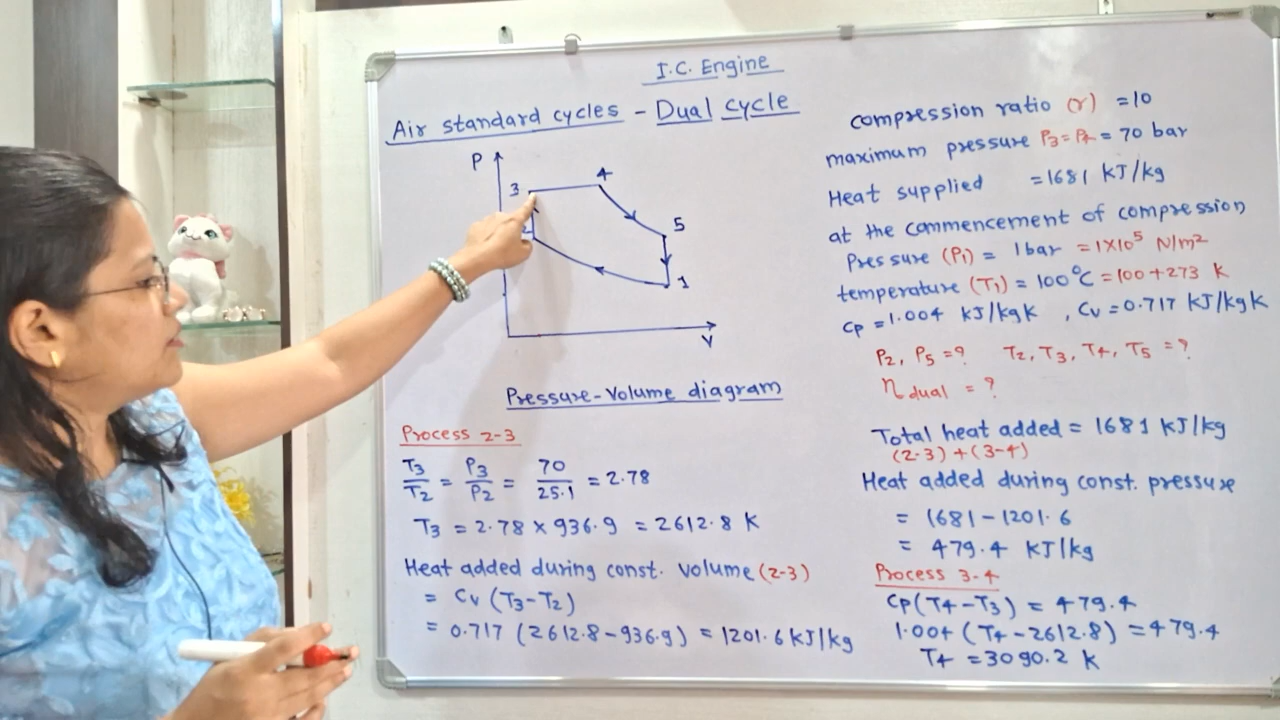 I.C. Engine
Air standard cycles - Dual cycle
P
3
4
2
5
1
V
Pressure-Volume diagram
Process 2-3
T3/T2 = P3/P2 = 70/25.1 = 2.78
T3 = 2.78 × 936.9 = 2612.8 K
Heat added during const. volume (2-3)
= Cv (T3-T2)
= 0.717 (2612.8-936.9) = 1201.6 KJ/kg
compression ratio (r) = 10
maximum pressure P3=P4 = 70 bar
Heat supplied = 1681 KJ/kg
at the commencement of compression
Pressure (P1) = 1bar = 1×10⁵ N/m²
temperature (T1) = 100°C = 100+273 K
Cp = 1.004 KJ/kgK , Cv = 0.717 KJ/kgK
P2, P5 = ? T2, T3, T4, T5 = ?
η dual = ?
Total heat added = 1681 KJ/kg
(2-3) + (3-4)
Heat added during const. pressure
= 1681 - 1201.6
= 479.4 KJ/kg
Process 3-4
Cp(T4-T3) = 479.4
1.004 (T4-2612.8) = 479.4
T4 = 3090.2 K